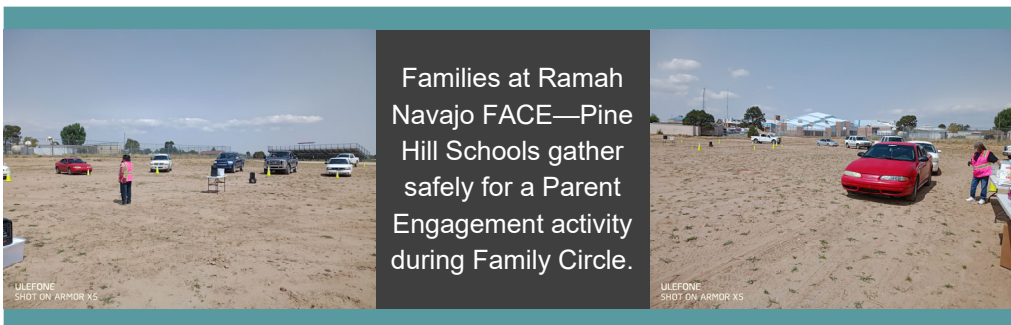 Families at Ramah
Navajo FACE—Pine
Hill Schools gather
safely for a Parent
Engagement activity
during Family Circle.
ULEFONE
SHOT ON ARMOR X5
ULEFONE
SHOT ON ARMOR X5